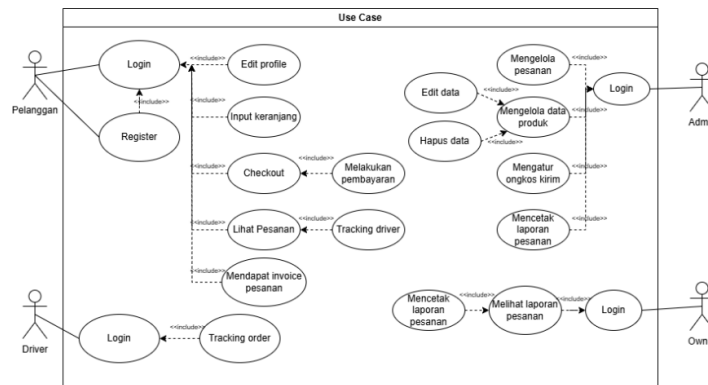 Use Case
Pelanggan
Login
Register
<<include>>
<<include>>
Edit profile
<<include>>
Input keranjang
<<include>>
Checkout
<<include>>
Melakukan
pembayaran
<<include>>
Lihat Pesanan
<<include>>
Tracking driver
<<include>>
Mendapat invoice
pesanan
Driver
Login
<<include>>
Tracking order
Mengelola
pesanan
<<include>>
Edit data
<<include>>
Hapus data
<<include>>
Mengelola data
produk
<<include>>
Mengatur
ongkos kirim
<<include>>
Mencetak
laporan
pesanan
<<include>>
Login
Adm
Mencetak
laporan
pesanan
<<include>>
Melihat laporan
pesanan
<<include>>
Login
Own